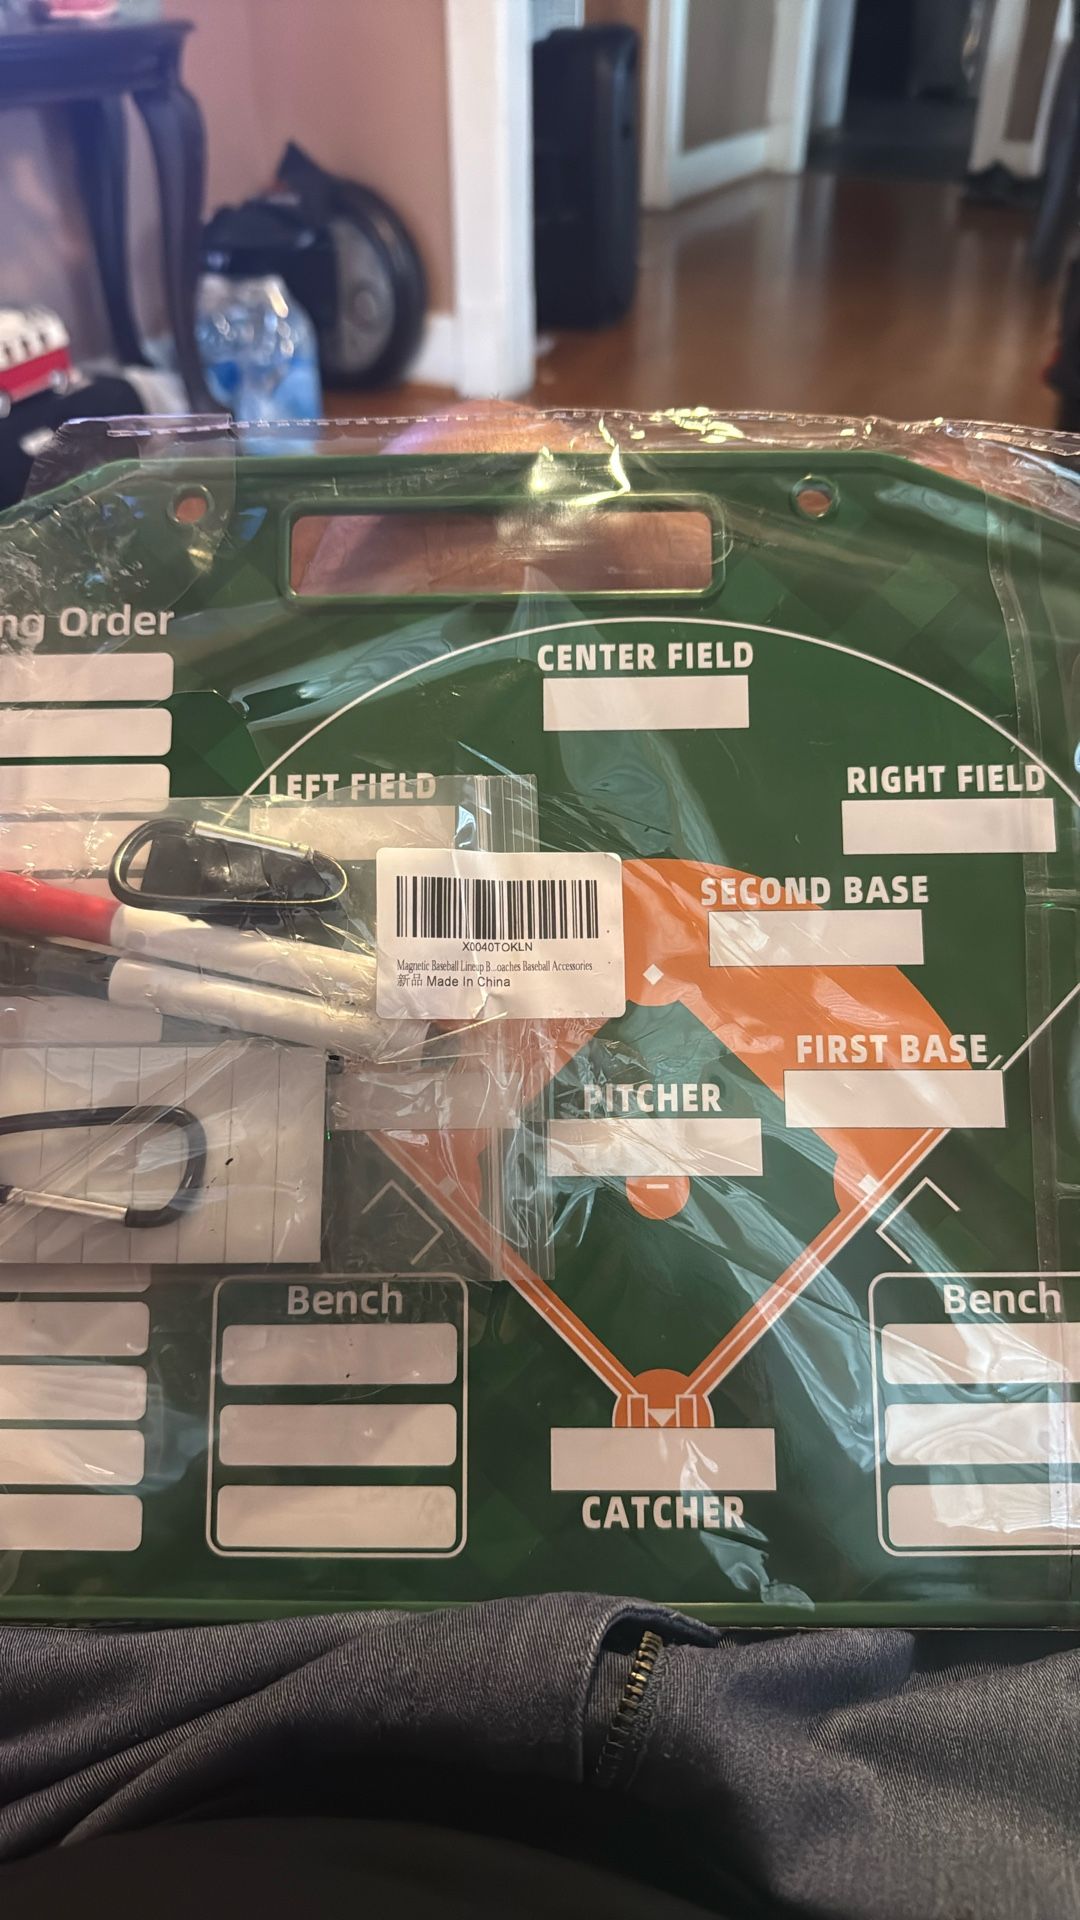 ng Order
CENTER FIELD
LEFT FIELD
RIGHT FIELD
SECOND BASE
X0040TOKLN
Magnetic Baseball Lineup B...oaches Baseball Accessories
新品 Made In China
FIRST BASE
PITCHER
Bench
Bench
CATCHER